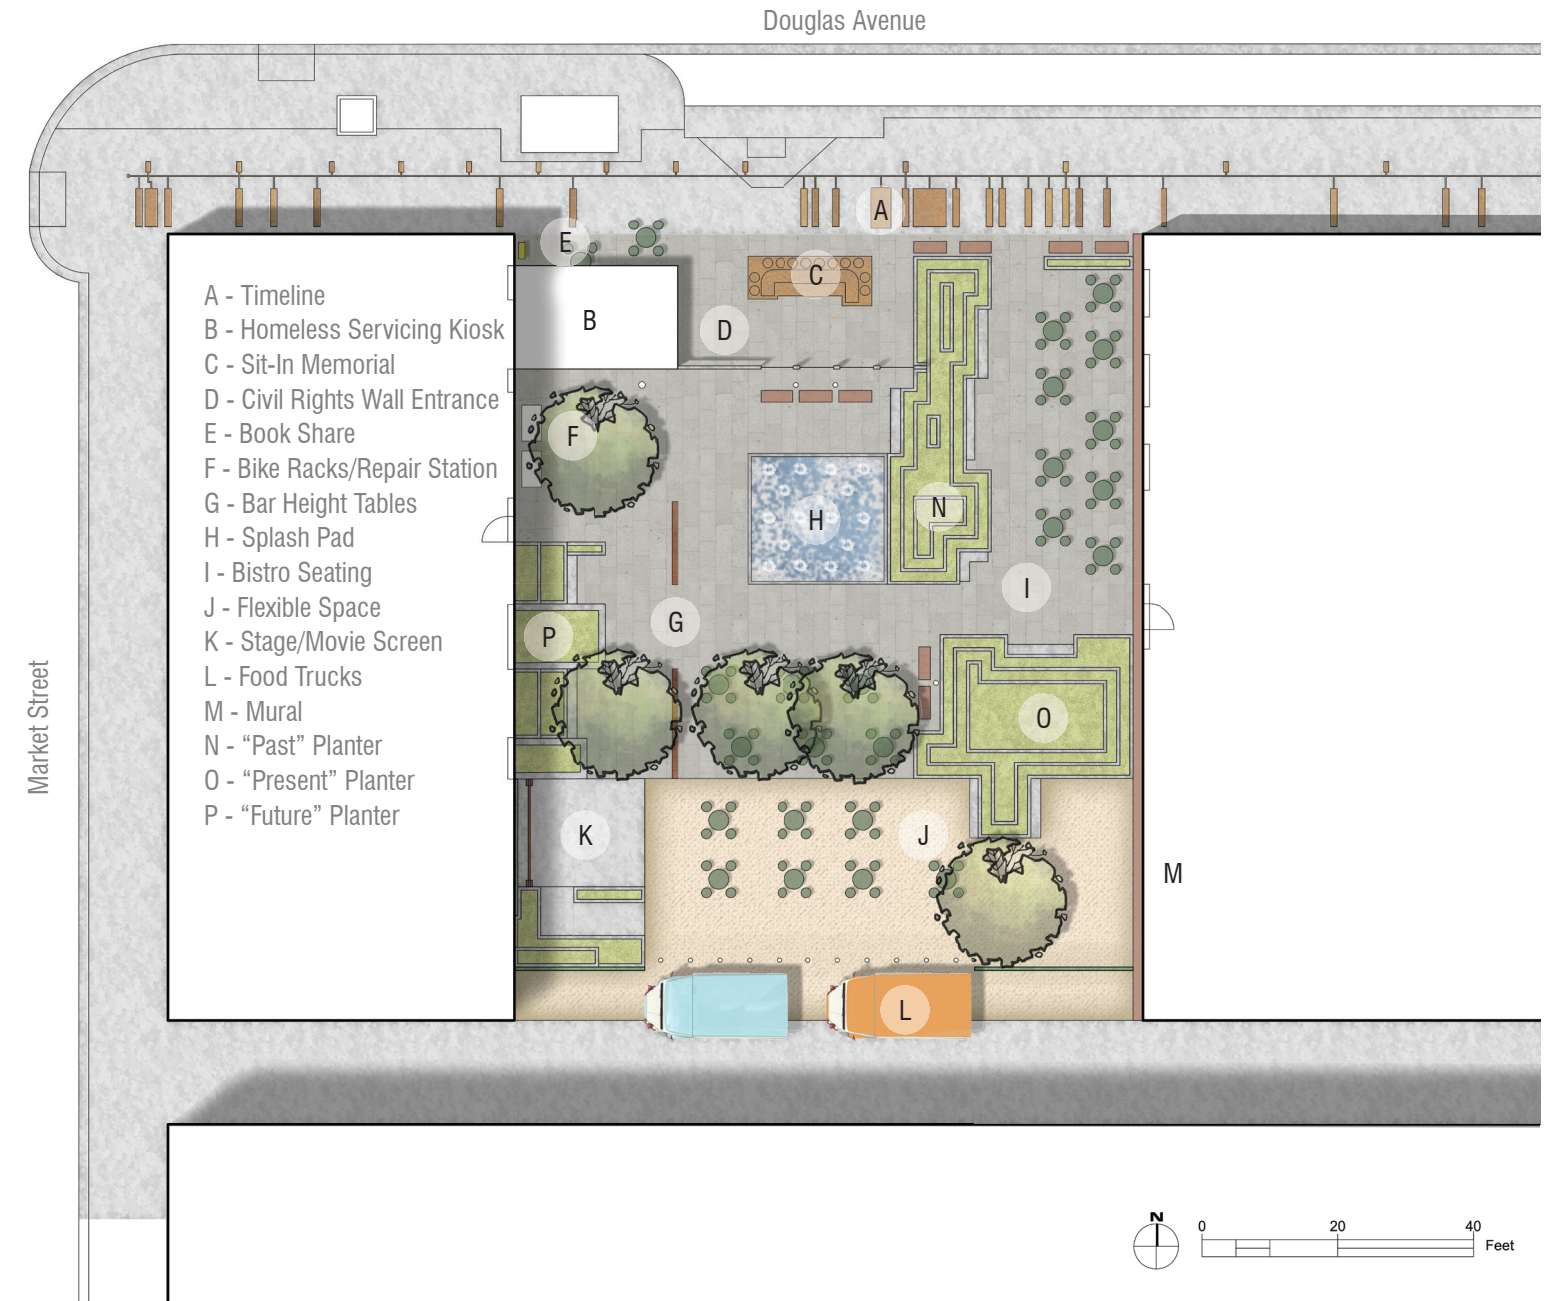 Douglas Avenue
A
E
C
B
D
A - Timeline
B - Homeless Servicing Kiosk
C - Sit-In Memorial
D - Civil Rights Wall Entrance
E - Book Share
F - Bike Racks/Repair Station
G - Bar Height Tables
H - Splash Pad
I - Bistro Seating
J - Flexible Space
K - Stage/Movie Screen
L - Food Trucks
M - Mural
N - “Past” Planter
O - “Present” Planter
P - “Future” Planter
F
N
H
I
G
P
O
Market Street
K
J
M
L
N
0 20 40
Feet